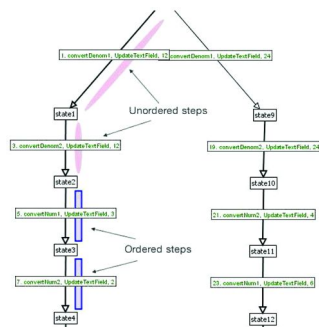 1. convertDenom1, UpdateTextField, 12
convertDenom1, UpdateTextField, 24
state1
state9
Unordered steps
3. convertDenom2, UpdateTextField, 12
19. convertDenom2, UpdateTextField, 24
state2
state10
5. convertNum1, UpdateTextField, 3
21. convertNum2, UpdateTextField, 4
state3
Ordered steps
state11
7. convertNum2, UpdateTextField, 2
23. convertNum1, UpdateTextField, 6
state4
state12